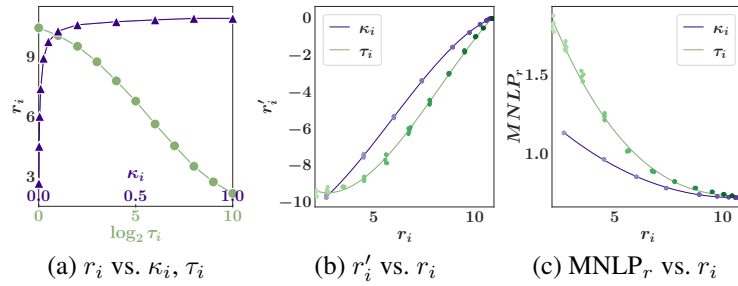 9
6
3
r_i
κ_i
0.0 0.5 1.0
0 5 10
log₂ τ_i
(a) r_i vs. κ_i, τ_i
κ_i
τ_i
0
−2
−4
−6
−8
−10
r′_i
5 10
r_i
(b) r′_i vs. r_i
κ_i
τ_i
1.5
1.0
MNLP_r
5 10
r_i
(c) MNLP_r vs. r_i